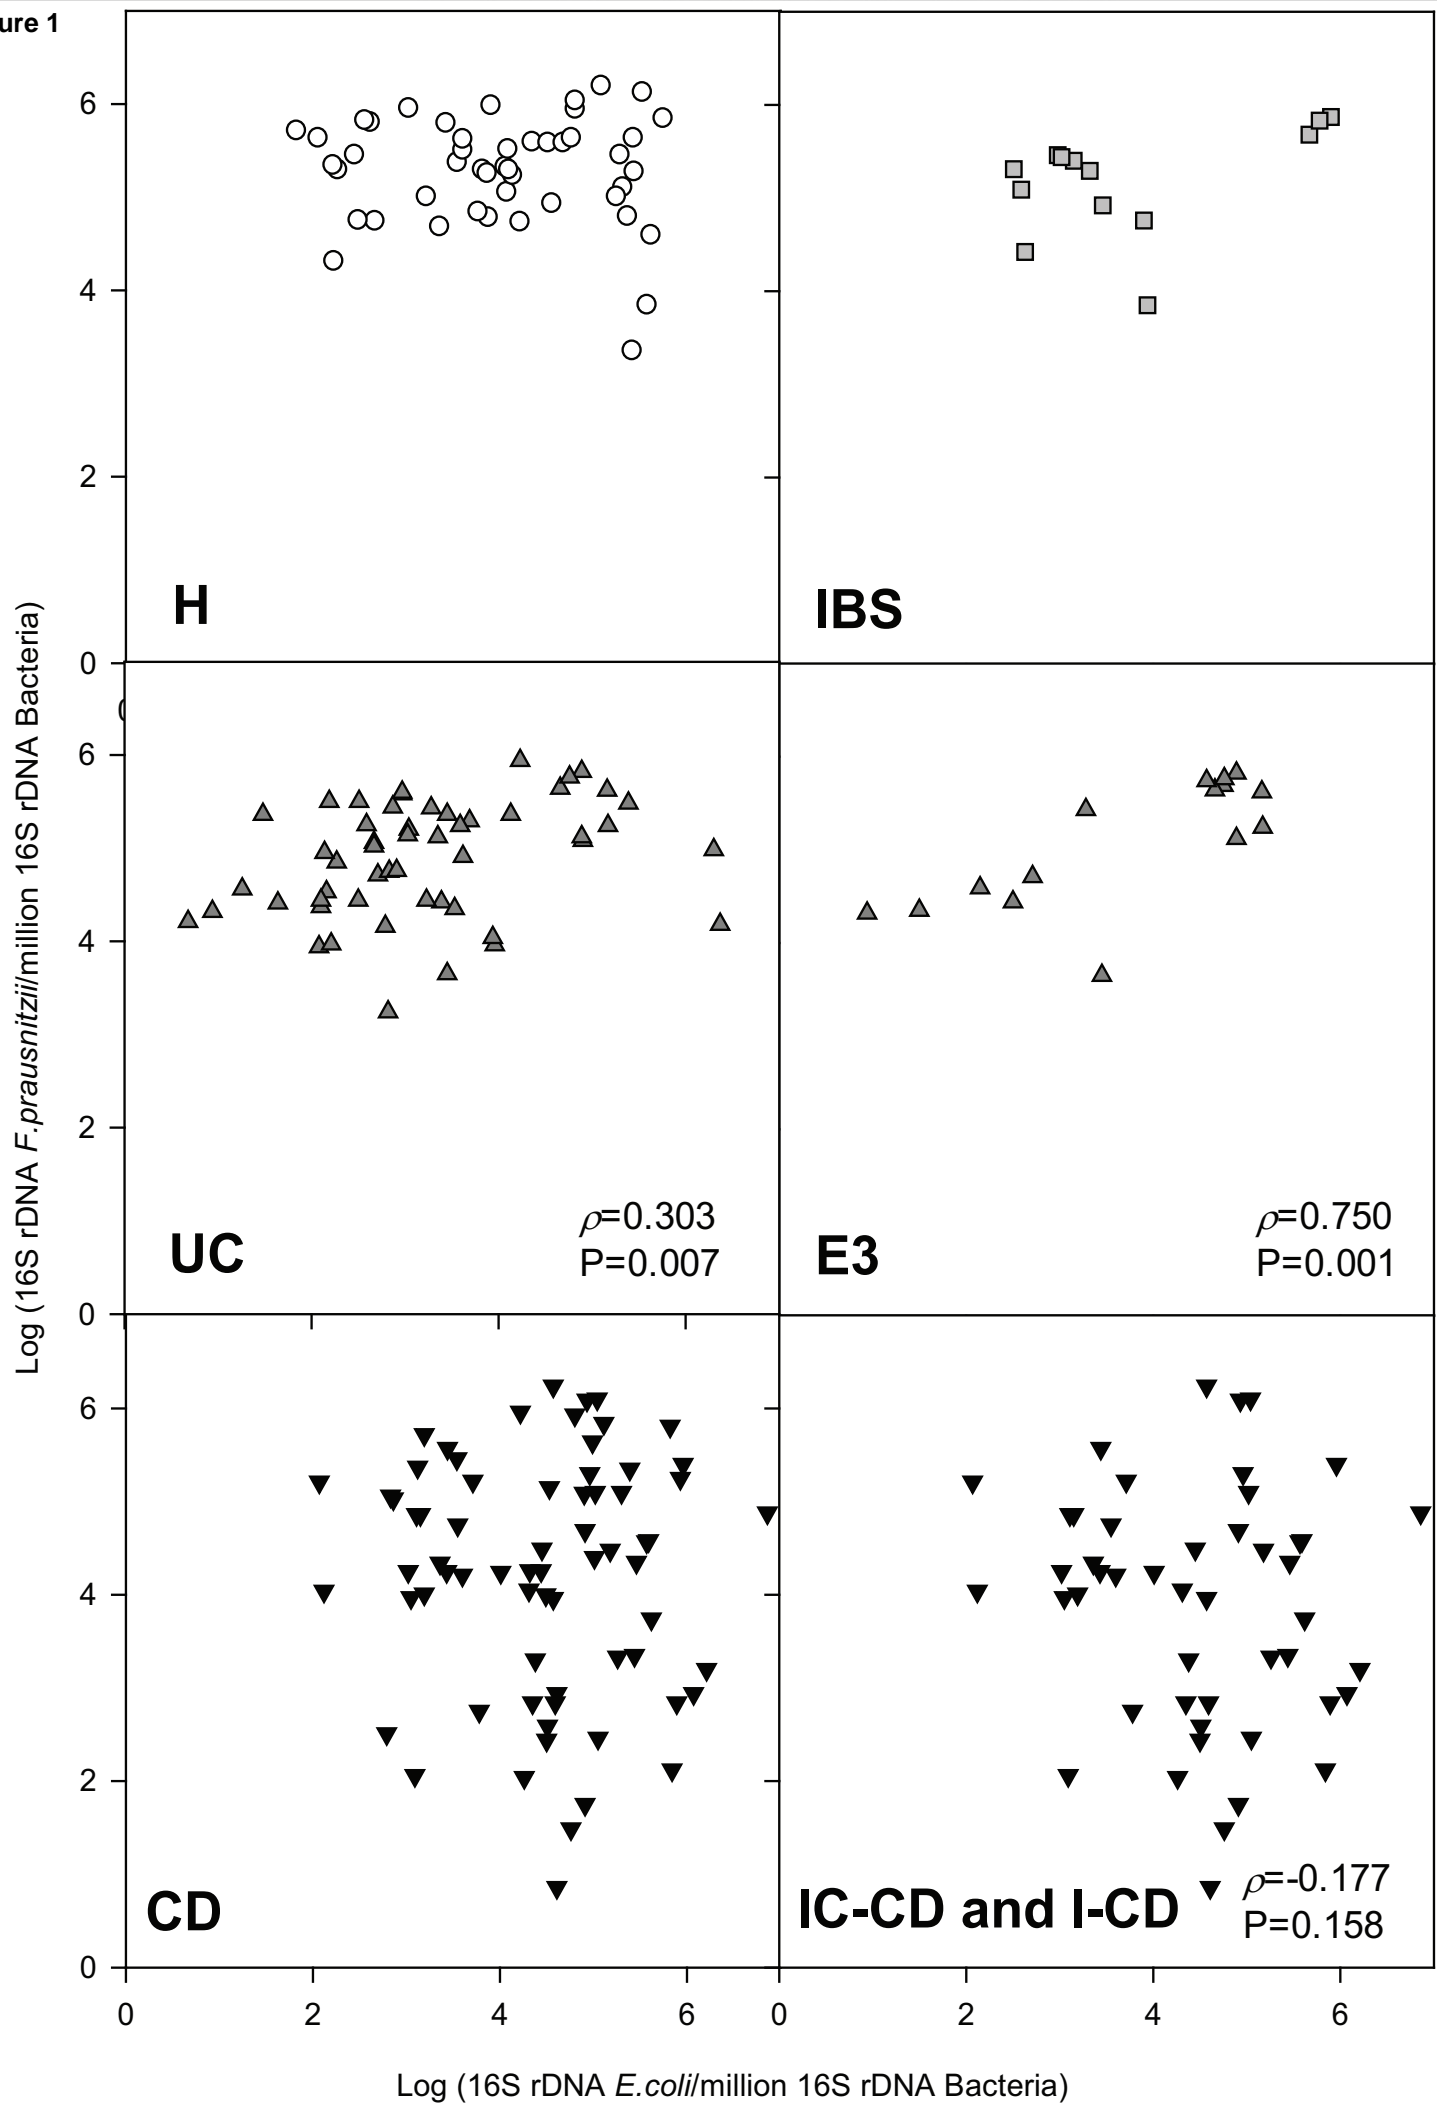 ure 1
6
4
2
0
H
IBS
6
4
2
0
UC
ρ=0.303
P=0.007
E3
ρ=0.750
P=0.001
6
4
2
0
CD
IC-CD and I-CD
ρ=-0.177
P=0.158
0 2 4 6 0 2 4 6
Log (16S rDNA E.coli/million 16S rDNA Bacteria)
Log (16S rDNA F.prausnitzii/million 16S rDNA Bacteria)